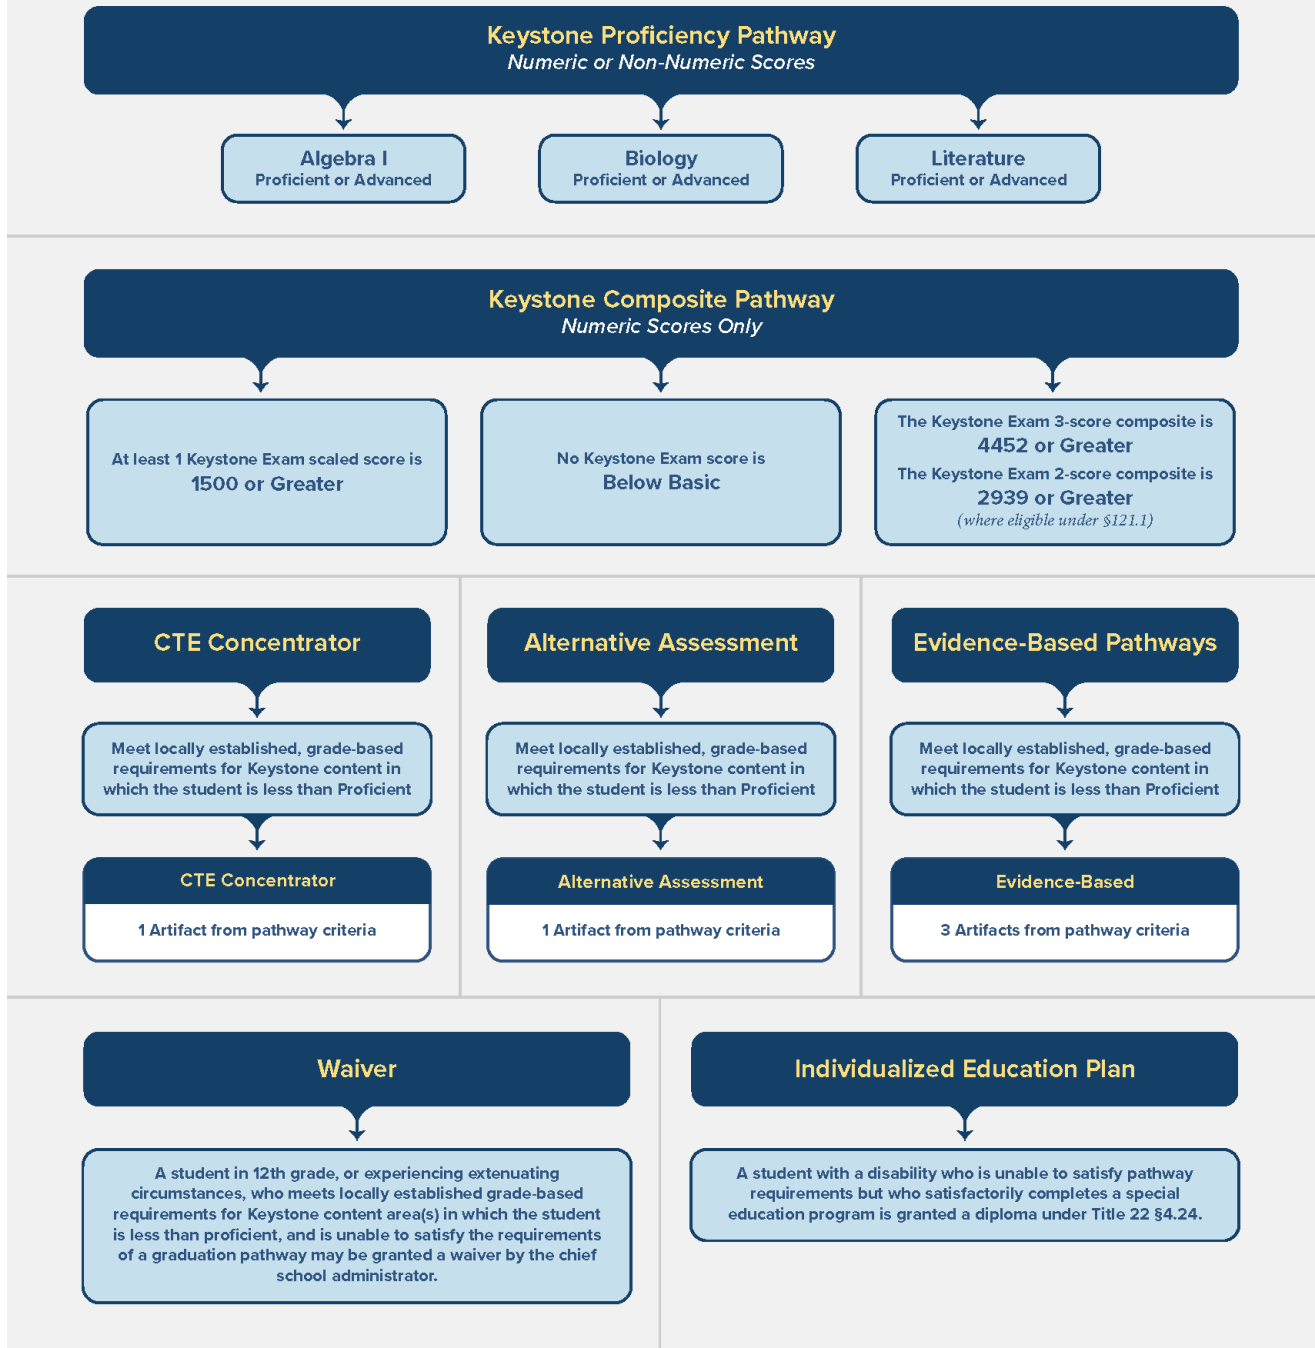 Keystone Proficiency Pathway
Numeric or Non-Numeric Scores
Algebra I
Proficient or Advanced
Biology
Proficient or Advanced
Literature
Proficient or Advanced
Keystone Composite Pathway
Numeric Scores Only
At least 1 Keystone Exam scaled score is
1500 or Greater
No Keystone Exam score is
Below Basic
The Keystone Exam 3-score composite is
4452 or Greater
The Keystone Exam 2-score composite is
2939 or Greater
(where eligible under §121.1)
CTE Concentrator
Meet locally established, grade-based
requirements for Keystone content in
which the student is less than Proficient
CTE Concentrator
1 Artifact from pathway criteria
Alternative Assessment
Meet locally established, grade-based
requirements for Keystone content in
which the student is less than Proficient
Alternative Assessment
1 Artifact from pathway criteria
Evidence-Based Pathways
Meet locally established, grade-based
requirements for Keystone content in
which the student is less than Proficient
Evidence-Based
3 Artifacts from pathway criteria
Waiver
A student in 12th grade, or experiencing extenuating
circumstances, who meets locally established grade-based
requirements for Keystone content area(s) in which the student
is less than proficient, and is unable to satisfy the requirements
of a graduation pathway may be granted a waiver by the chief
school administrator.
Individualized Education Plan
A student with a disability who is unable to satisfy pathway
requirements but who satisfactorily completes a special
education program is granted a diploma under Title 22 §4.24.